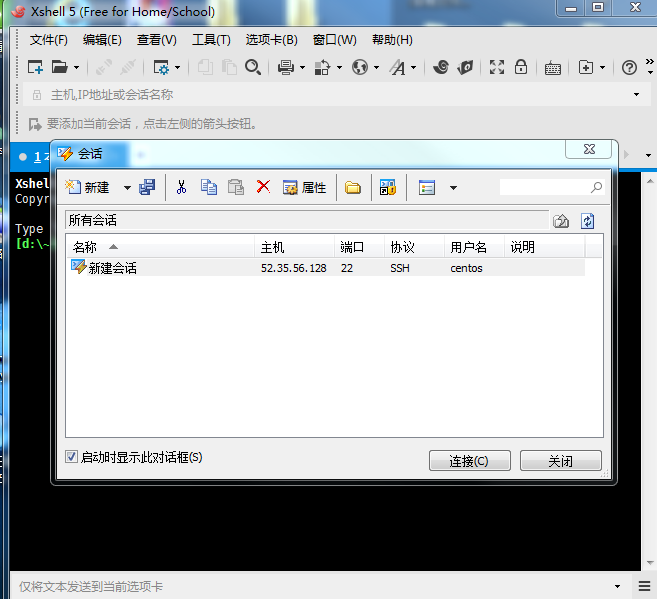 Xshell 5 (Free for Home/School)
文件(F) 编辑(E) 查看(V) 工具(T) 选项卡(B) 窗口(W) 帮助(H)
主机,IP地址或会话名称
要添加当前会话，点击左侧的箭头按钮。
1
会话
Xshel
Copyr
Type
[d:\~
新建 属性
所有会话
名称 主机 端口 协议 用户名 说明
新建会话 52.35.56.128 22 SSH centos
启动时显示此对话框(S) 连接(C) 关闭
仅将文本发送到当前选项卡